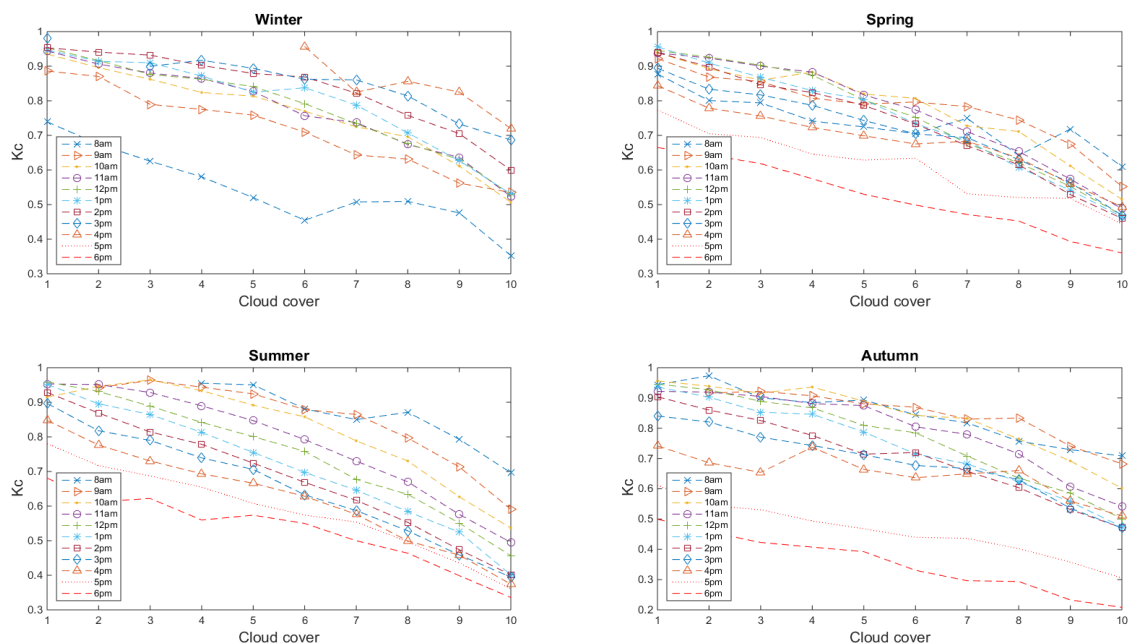 Winter
1
0.9
0.8
0.7
0.6
0.5
0.4
0.3
Kc
8am
9am
10am
11am
12pm
1pm
2pm
3pm
4pm
5pm
6pm
1 2 3 4 5 6 7 8 9 10
Cloud cover
Spring
1
0.9
0.8
0.7
0.6
0.5
0.4
0.3
Kc
8am
9am
10am
11am
12pm
1pm
2pm
3pm
4pm
5pm
6pm
1 2 3 4 5 6 7 8 9 10
Cloud cover
Summer
1
0.9
0.8
0.7
0.6
0.5
0.4
0.3
Kc
8am
9am
10am
11am
12pm
1pm
2pm
3pm
4pm
5pm
6pm
1 2 3 4 5 6 7 8 9 10
Cloud cover
Autumn
1
0.9
0.8
0.7
0.6
0.5
0.4
0.3
0.2
Kc
8am
9am
10am
11am
12pm
1pm
2pm
3pm
4pm
5pm
6pm
1 2 3 4 5 6 7 8 9 10
Cloud cover